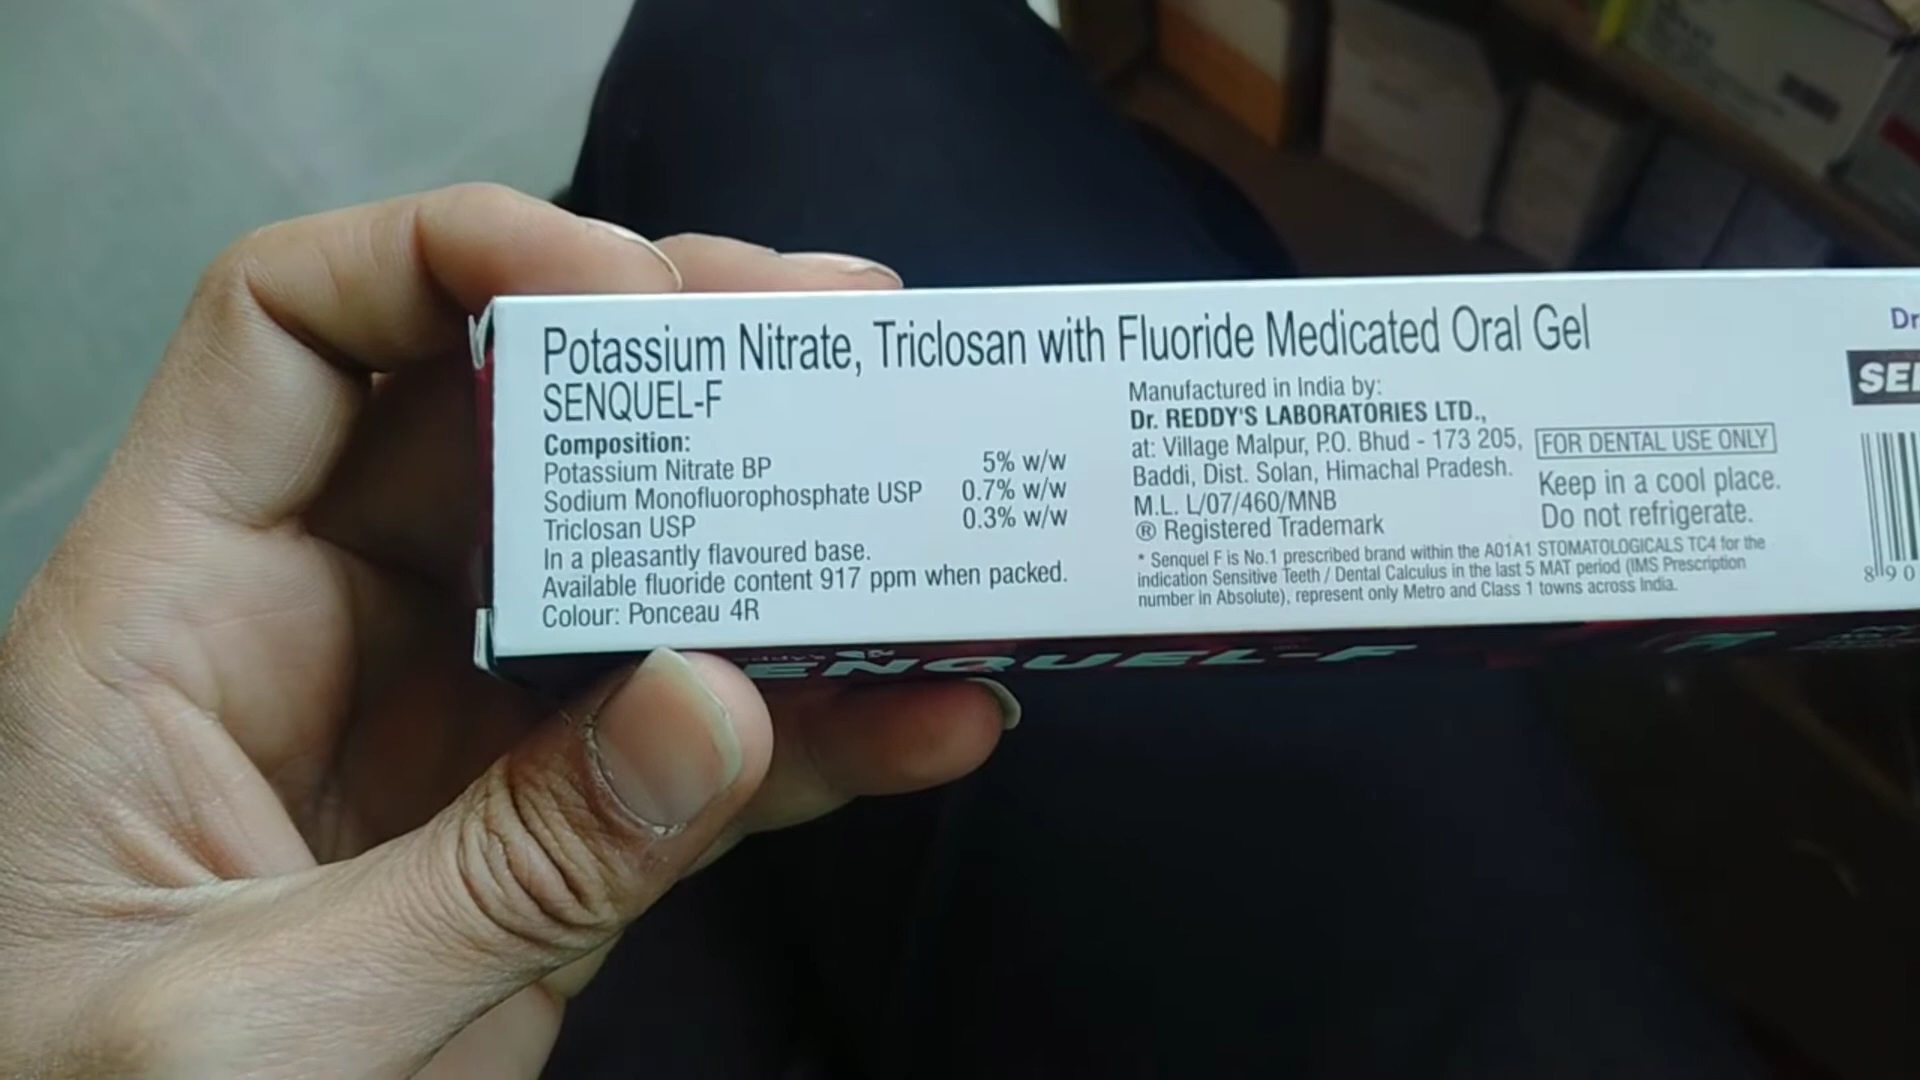 Potassium Nitrate, Triclosan with Fluoride Medicated Oral Gel
SENQUEL-F
Composition:
Potassium Nitrate BP 5% w/w
Sodium Monofluorophosphate USP 0.7% w/w
Triclosan USP 0.3% w/w
In a pleasantly flavoured base.
Available fluoride content 917 ppm when packed.
Colour: Ponceau 4R
Manufactured in India by:
Dr. REDDY'S LABORATORIES LTD.,
at: Village Malpur, P.O. Bhud - 173 205,
Baddi, Dist. Solan, Himachal Pradesh.
M.L. L/07/460/MNB
® Registered Trademark
FOR DENTAL USE ONLY
Keep in a cool place.
Do not refrigerate.
* Senquel F is No.1 prescribed brand within the A01A1 STOMATOLOGICALS TC4 for the
indication Sensitive Teeth / Dental Calculus in the last 5 MAT period (IMS Prescription
number in Absolute), represent only Metro and Class 1 towns across India.
Dr
SEN
8 90
ENQUEL-F